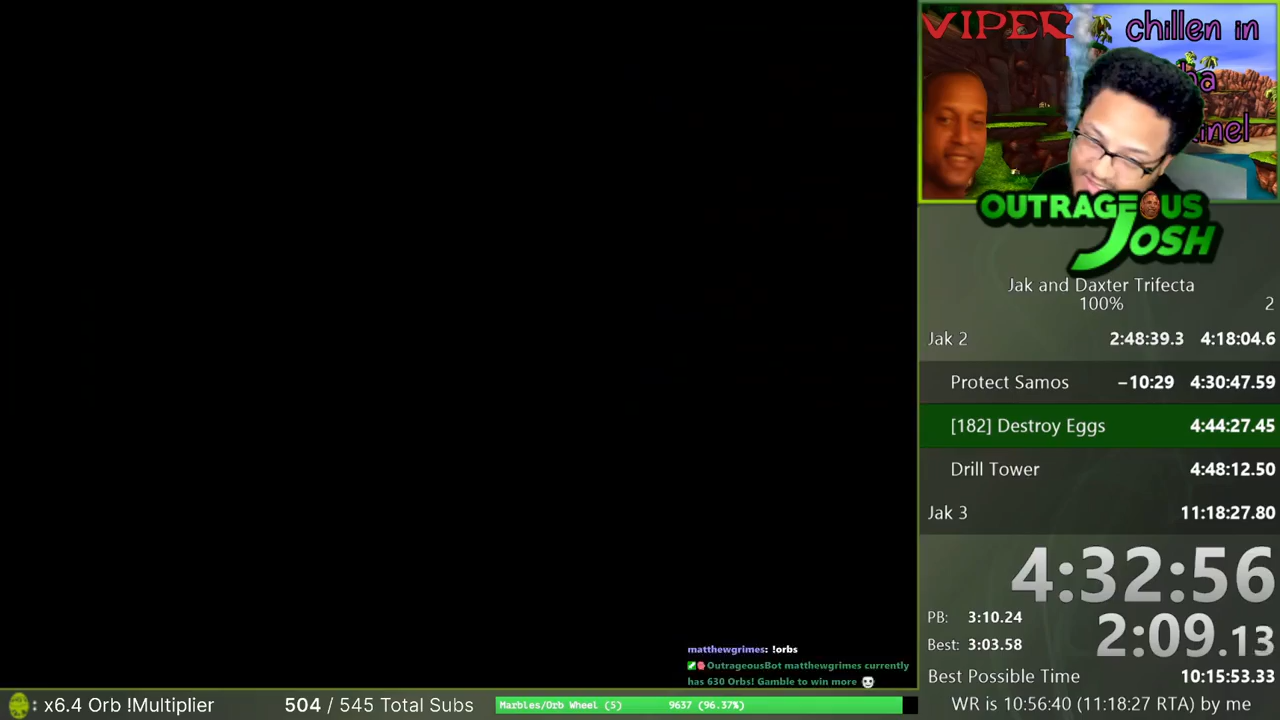 VIPER
chillen in
OUTRAGEOUS
JOSH
Jak and Daxter Trifecta
100% 2
Jak 2 2:48:39.3 4:18:04.6
Protect Samos −10:29 4:30:47.59
[182] Destroy Eggs 4:44:27.45
Drill Tower 4:48:12.50
Jak 3 11:18:27.80
4:32:56
PB: 3:10.24
Best: 3:03.58
2:09.13
Best Possible Time 10:15:53.33
WR is 10:56:40 (11:18:27 RTA) by me
matthewgrimes: !orbs
OutrageousBot matthewgrimes currently
has 630 Orbs! Gamble to win more
: x6.4 Orb !Multiplier 504 / 545 Total Subs Marbles/Orb Wheel (5) 9637 (96.37%)